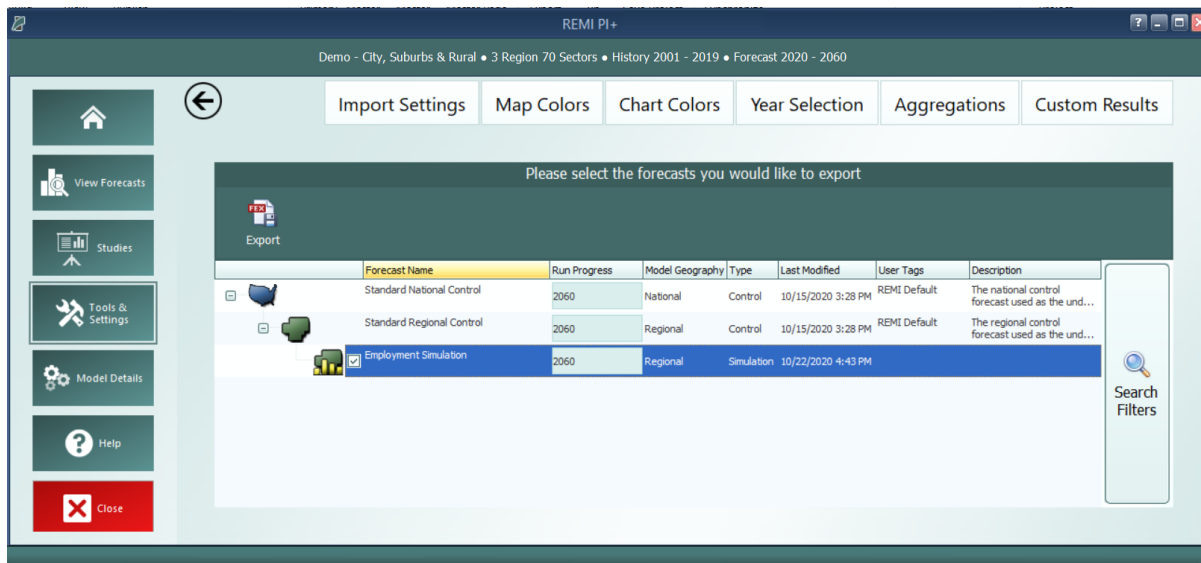 REMI PI+
Demo - City, Suburbs & Rural ● 3 Region 70 Sectors ● History 2001 - 2019 ● Forecast 2020 - 2060
Import Settings
Map Colors
Chart Colors
Year Selection
Aggregations
Custom Results
View Forecasts
Studies
Tools &
Settings
Model Details
Help
Close
Please select the forecasts you would like to export
FEX
Export
Forecast Name Run Progress Model Geography Type Last Modified User Tags Description
Standard National Control 2060 National Control 10/15/2020 3:28 PM REMI Default The national control
forecast used as the und...
Standard Regional Control 2060 Regional Control 10/15/2020 3:28 PM REMI Default The regional control
forecast used as the und...
Employment Simulation 2060 Regional Simulation 10/22/2020 4:43 PM
Search
Filters